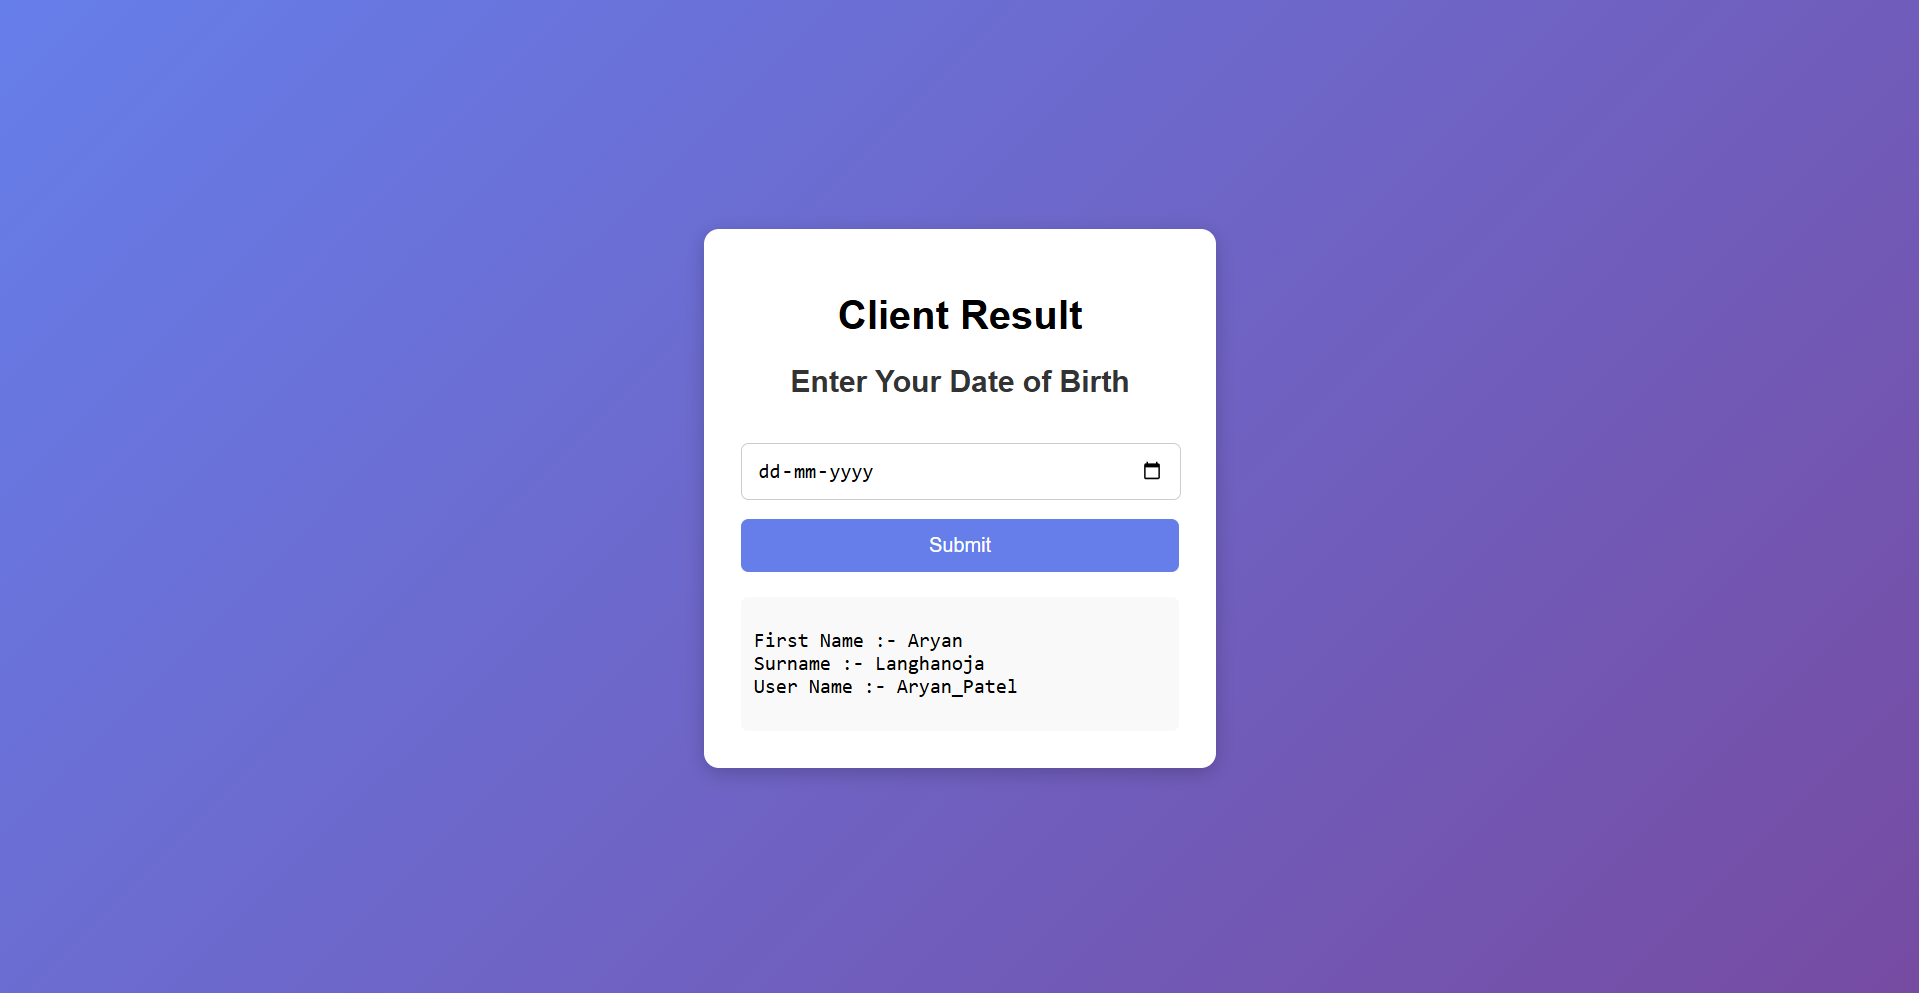 Client Result
Enter Your Date of Birth
dd-mm-yyyy
Submit
First Name :- Aryan
Surname :- Langhanoja
User Name :- Aryan_Patel